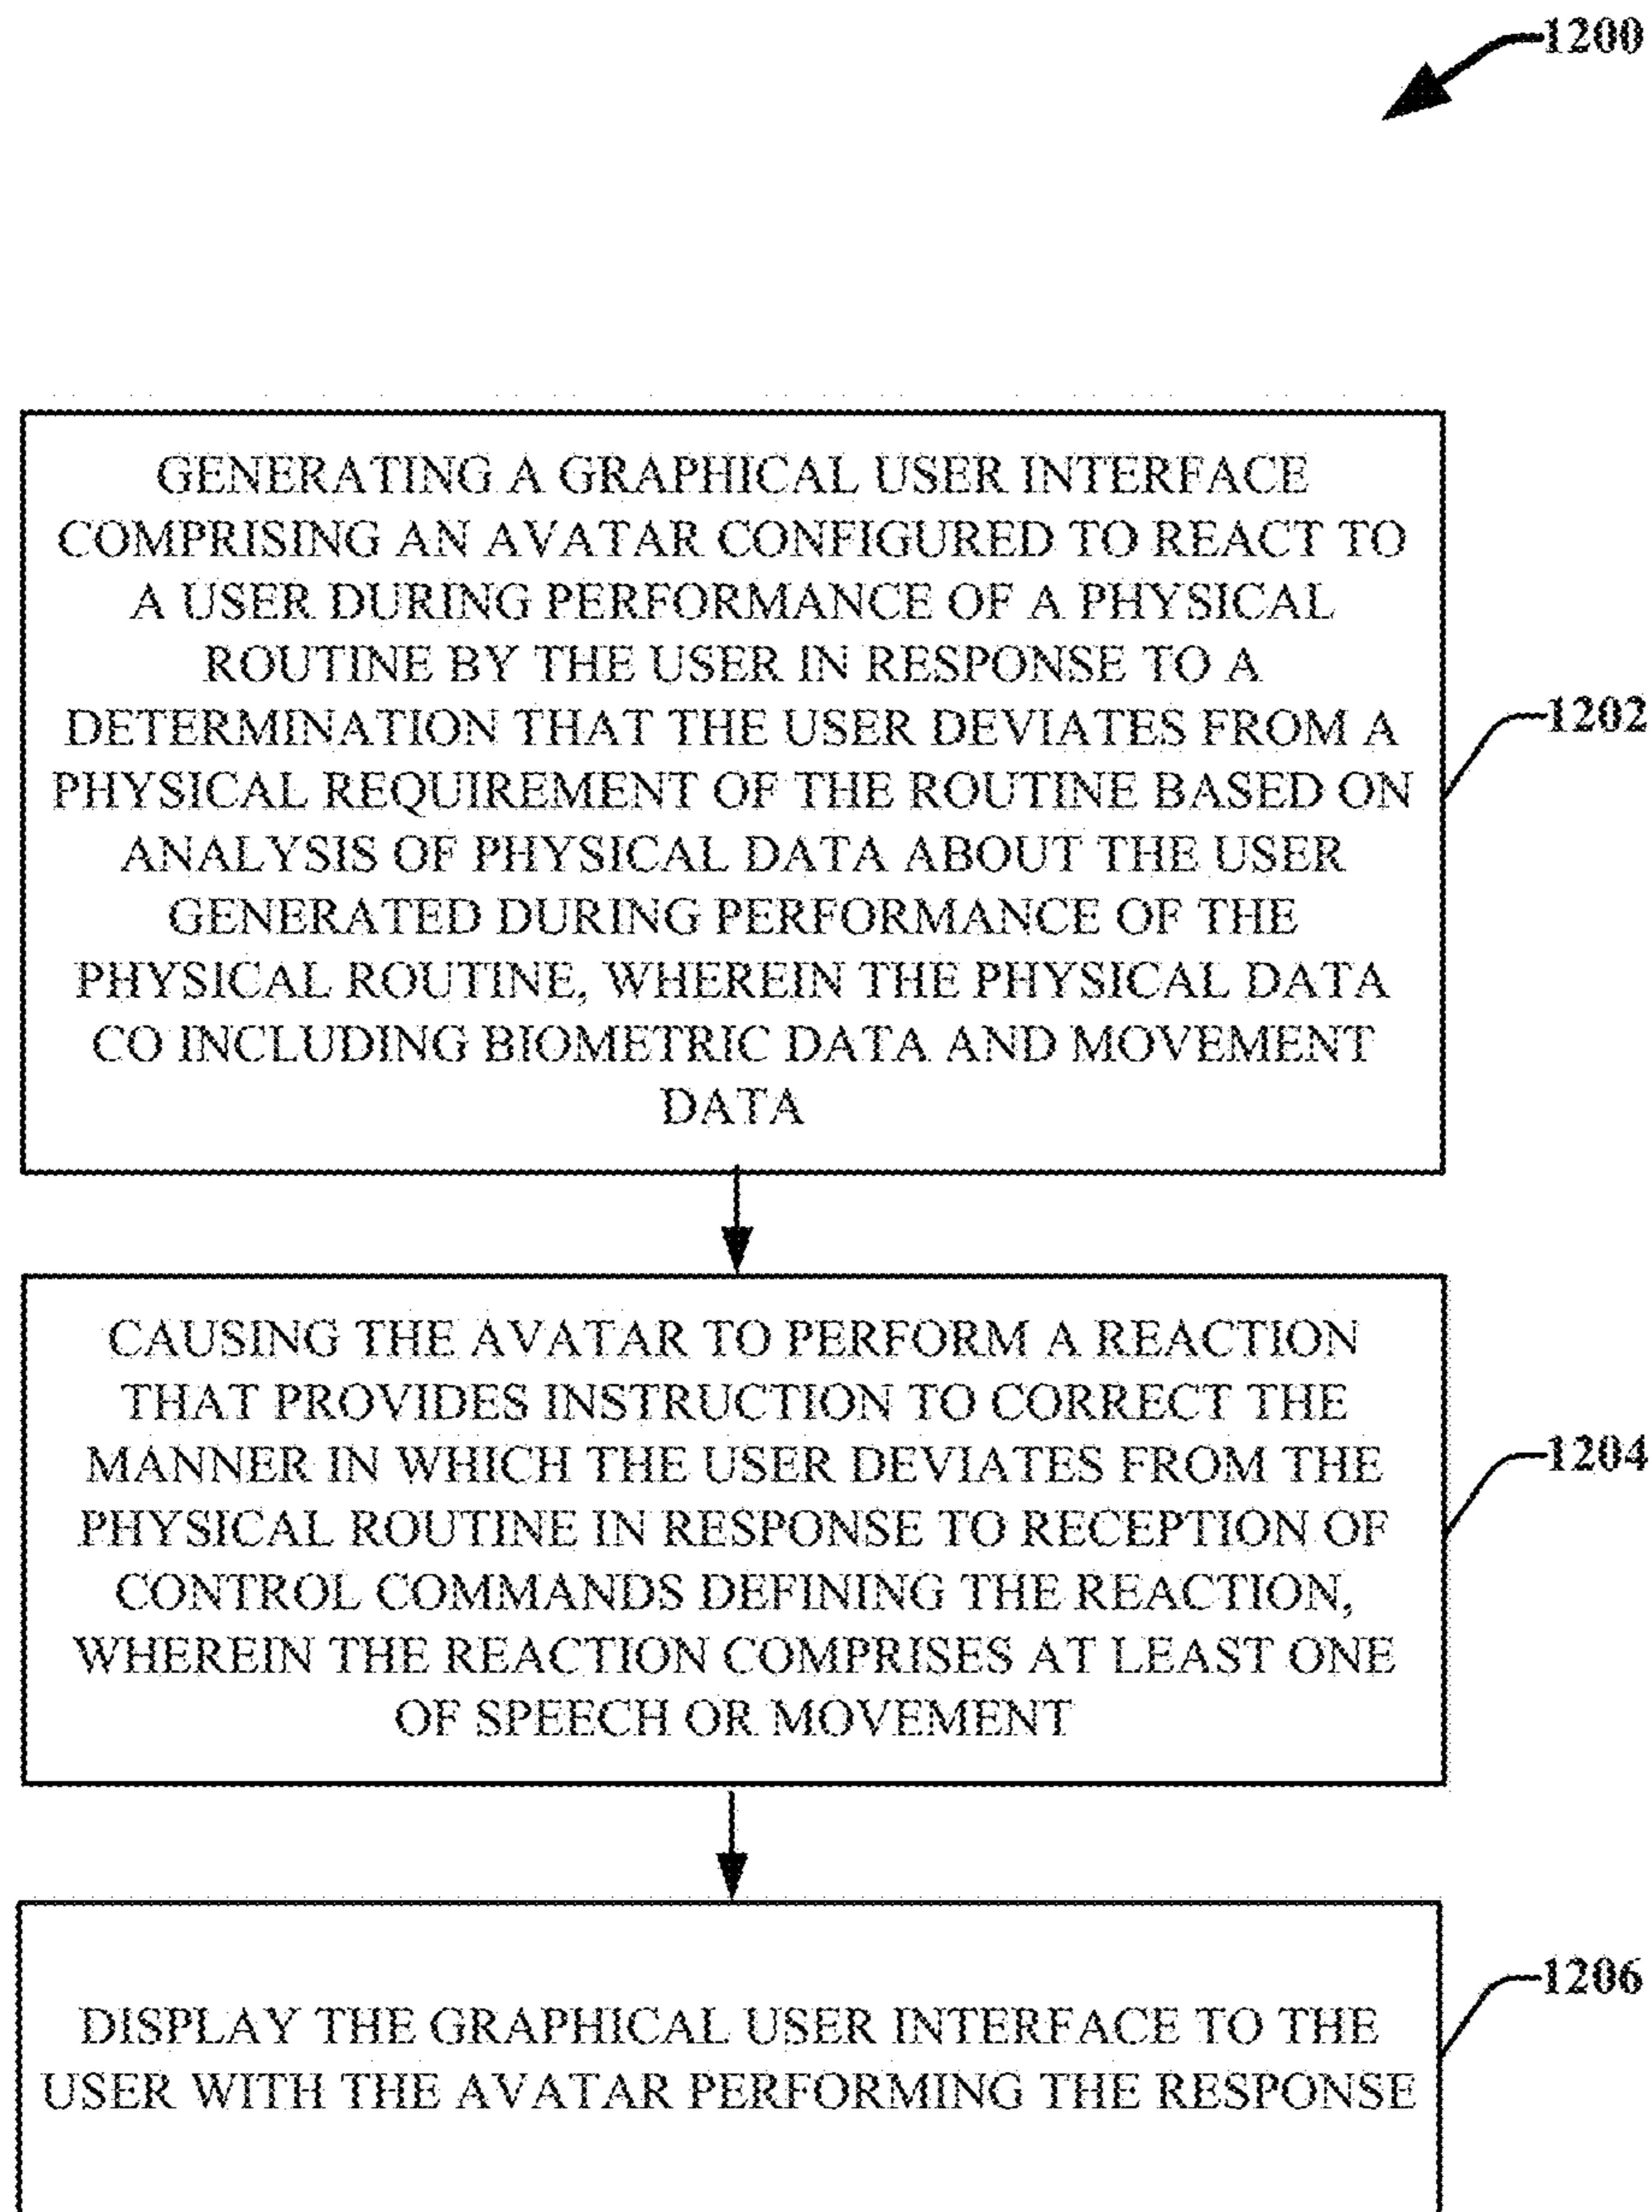 1200
GENERATING A GRAPHICAL USER INTERFACE
COMPRISING AN AVATAR CONFIGURED TO REACT TO
A USER DURING PERFORMANCE OF A PHYSICAL
ROUTINE BY THE USER IN RESPONSE TO A
DETERMINATION THAT THE USER DEVIATES FROM A
PHYSICAL REQUIREMENT OF THE ROUTINE BASED ON
ANALYSIS OF PHYSICAL DATA ABOUT THE USER
GENERATED DURING PERFORMANCE OF THE
PHYSICAL ROUTINE, WHEREIN THE PHYSICAL DATA
CO INCLUDING BIOMETRIC DATA AND MOVEMENT
DATA
1202
CAUSING THE AVATAR TO PERFORM A REACTION
THAT PROVIDES INSTRUCTION TO CORRECT THE
MANNER IN WHICH THE USER DEVIATES FROM THE
PHYSICAL ROUTINE IN RESPONSE TO RECEPTION OF
CONTROL COMMANDS DEFINING THE REACTION,
WHEREIN THE REACTION COMPRISES AT LEAST ONE
OF SPEECH OR MOVEMENT
1204
DISPLAY THE GRAPHICAL USER INTERFACE TO THE
USER WITH THE AVATAR PERFORMING THE RESPONSE
1206